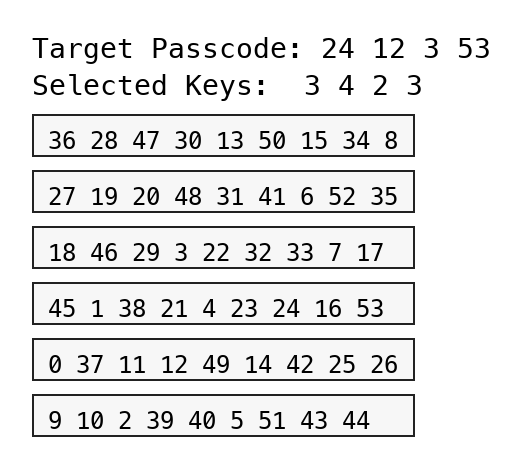 Target Passcode: 24 12 3 53
Selected Keys: 3 4 2 3
36 28 47 30 13 50 15 34 8
27 19 20 48 31 41 6 52 35
18 46 29 3 22 32 33 7 17
45 1 38 21 4 23 24 16 53
0 37 11 12 49 14 42 25 26
9 10 2 39 40 5 51 43 44